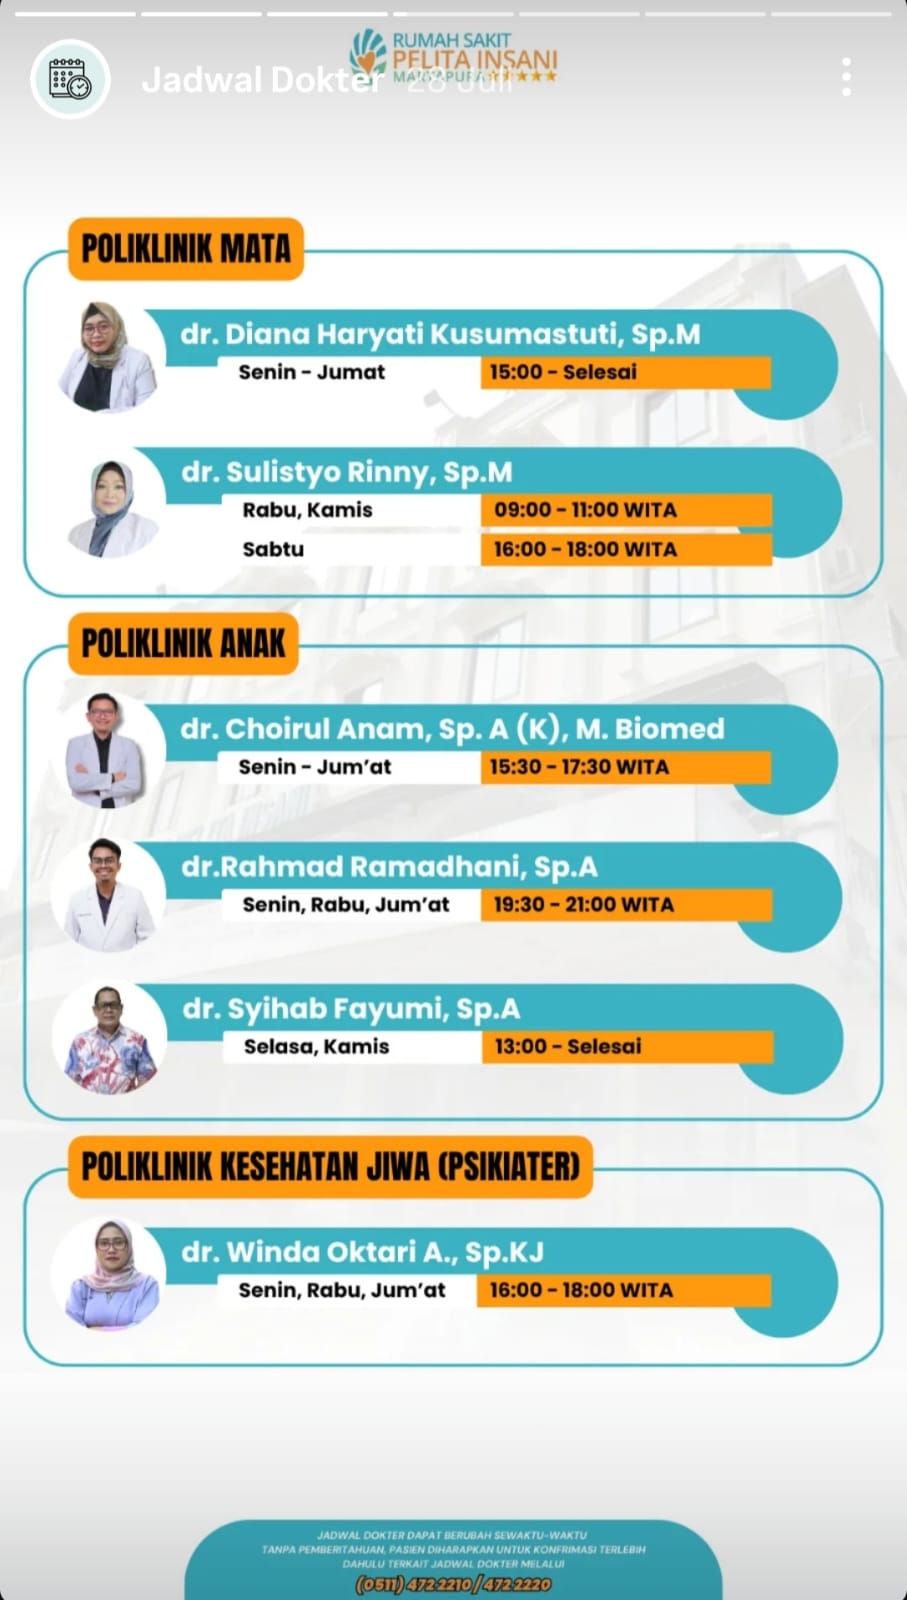 RUMAH SAKIT
PELITA INSANI
MARTAPURA
Jadwal Dokter 28 Juli
POLIKLINIK MATA
dr. Diana Haryati Kusumastuti, Sp.M
Senin - Jumat 15:00 - Selesai
dr. Sulistyo Rinny, Sp.M
Rabu, Kamis 09:00 - 11:00 WITA
Sabtu 16:00 - 18:00 WITA
POLIKLINIK ANAK
dr. Choirul Anam, Sp. A (K), M. Biomed
Senin - Jum'at 15:30 - 17:30 WITA
dr.Rahmad Ramadhani, Sp.A
Senin, Rabu, Jum'at 19:30 - 21:00 WITA
dr. Syihab Fayumi, Sp.A
Selasa, Kamis 13:00 - Selesai
POLIKLINIK KESEHATAN JIWA (PSIKIATER)
dr. Winda Oktari A., Sp.KJ
Senin, Rabu, Jum'at 16:00 - 18:00 WITA
JADWAL DOKTER DAPAT BERUBAH SEWAKTU-WAKTU
TANPA PEMBERITAHUAN, PASIEN DIHARAPKAN UNTUK KONFRIMASI TERLEBIH
DAHULU TERKAIT JADWAL DOKTER MELALUI
(0511) 472 2210 / 472 2220